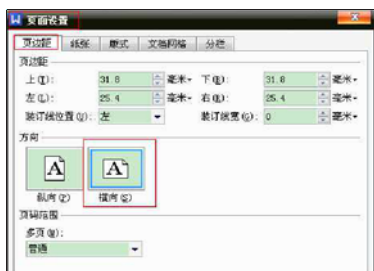 页面设置
页边距 纸张 版式 文档网格 分栏
页边距
上(T): 31.8 毫米 下(B): 31.8 毫米
左(L): 25.4 毫米 右(R): 25.4 毫米
装订线位置(U): 左 装订线宽(G): 0 毫米
方向
A A
纵向(P) 横向(S)
页码范围
多页(M):
普通